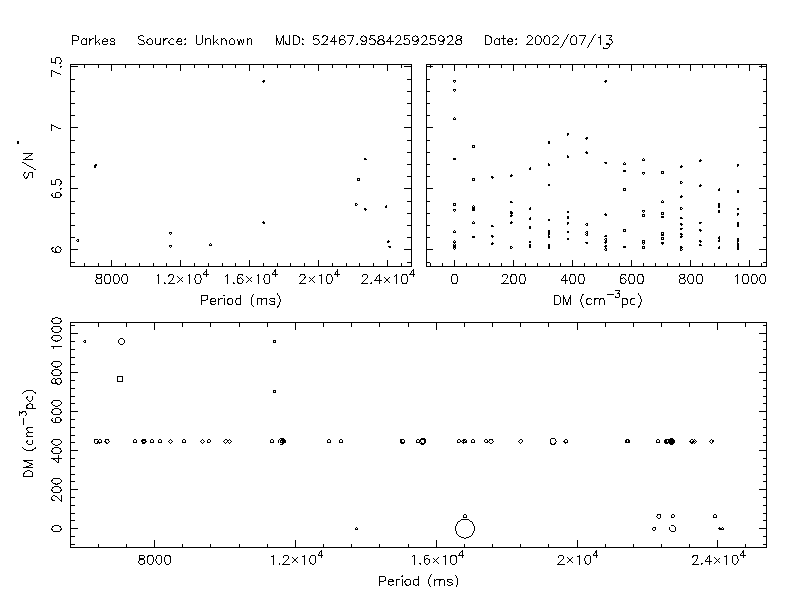 Parkes Source: Unknown MJD: 52467.958425925928 Date: 2002/07/13
7.5
7
6.5
6
S/N
8000 1.2×10⁴ 1.6×10⁴ 2×10⁴ 2.4×10⁴
Period (ms)
0 200 400 600 800 1000
DM (cm⁻³pc)
1000
800
600
400
200
0
DM (cm⁻³pc)
8000 1.2×10⁴ 1.6×10⁴ 2×10⁴ 2.4×10⁴
Period (ms)